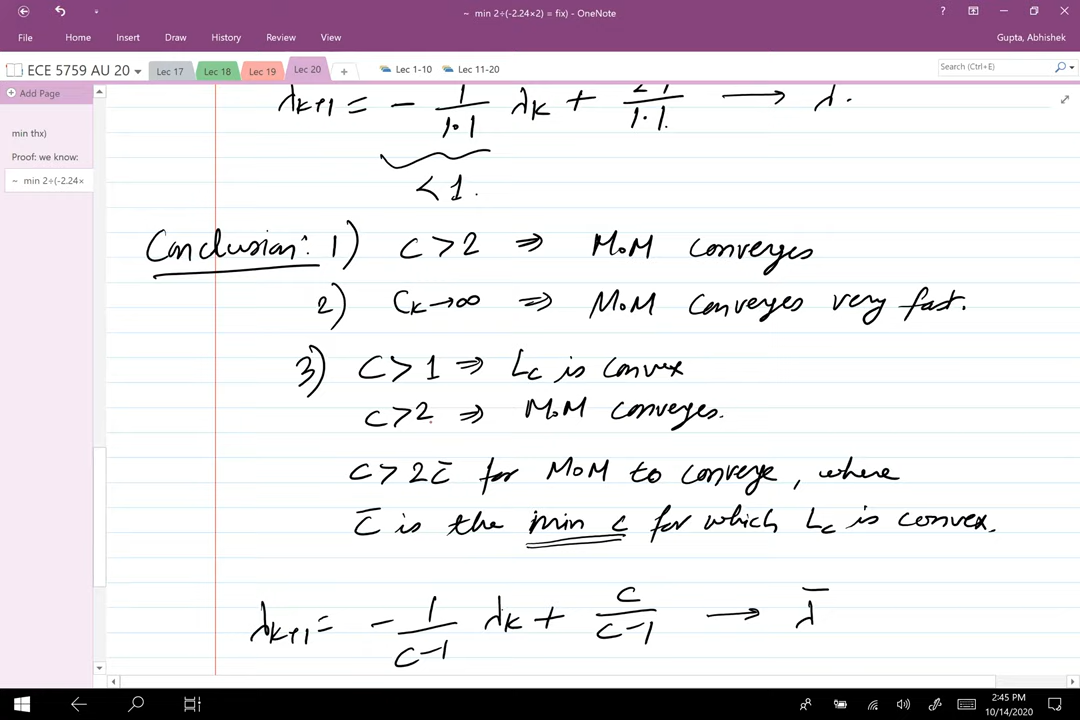 ~ min 2÷(-2.24×2) = fix) - OneNote
?
File Home Insert Draw History Review View
Gupta, Abhishek
ECE 5759 AU 20
Lec 17
Lec 18
Lec 19
Lec 20
+
Lec 1-10
Lec 11-20
Search (Ctrl+E)
Add Page
min thx)
Proof: we know:
~ min 2÷(-2.24×
λk+1 = - 1/1.1 λk + 2.1/1.1. → λ.
< 1.
Conclusion: 1) C > 2 ⇒ MoM converges
2) Ck → ∞ ⇒ MoM converges very fast.
3) C > 1 ⇒ Lc is convex
C > 2 ⇒ MoM converges.
C > 2c̄ for MoM to converge, where
c̄ is the min c for which Lc is convex.
λk+1 = - 1/(c-1) λk + c/(c-1) → λ̄
2:45 PM
10/14/2020